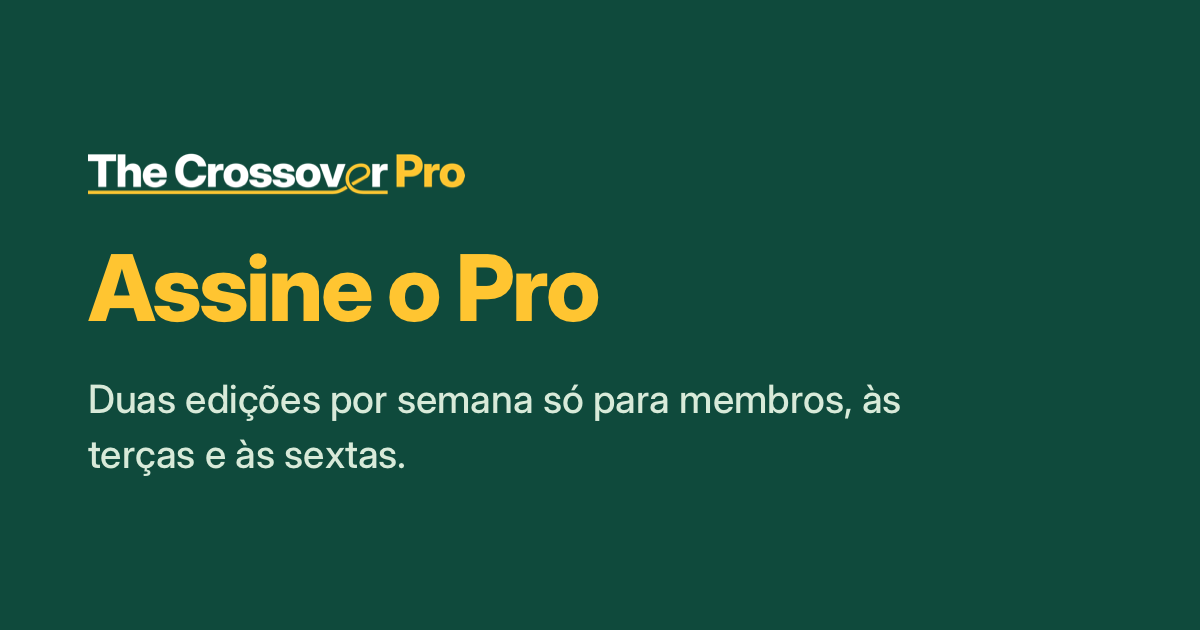 The Crossover Pro
Assine o Pro
Duas edições por semana só para membros, às
terças e às sextas.